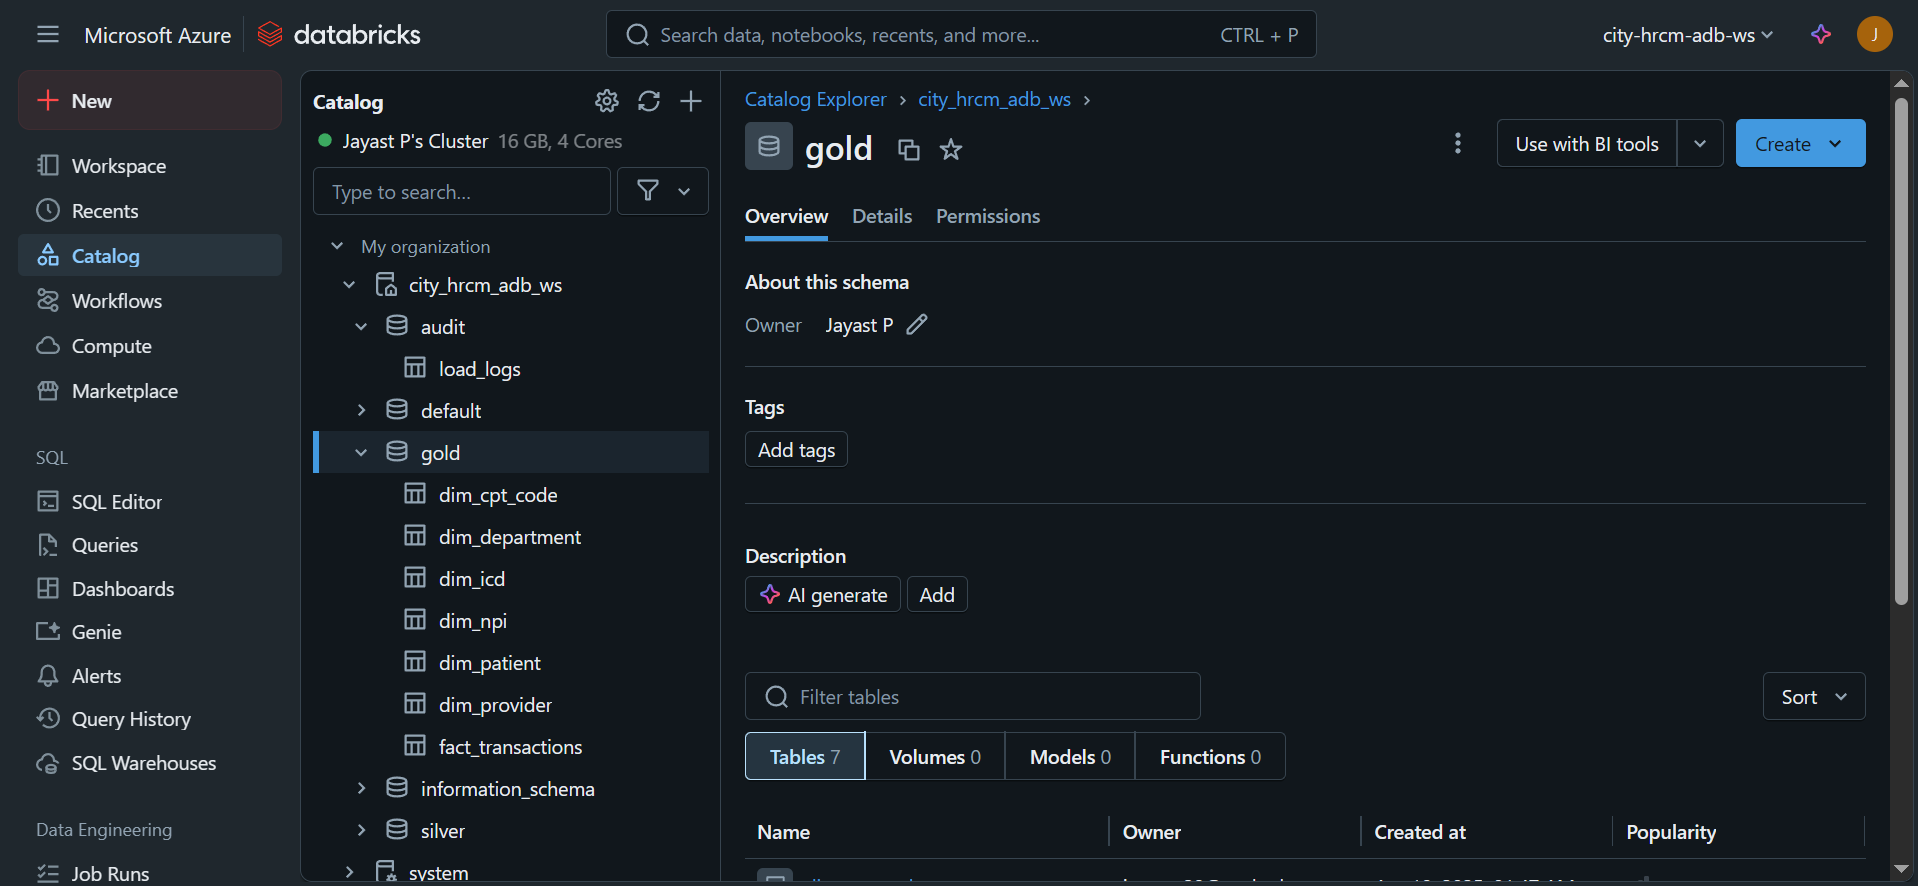 Microsoft Azure databricks
Search data, notebooks, recents, and more... CTRL + P
city-hrcm-adb-ws
J
New
Workspace
Recents
Catalog
Workflows
Compute
Marketplace
SQL
SQL Editor
Queries
Dashboards
Genie
Alerts
Query History
SQL Warehouses
Data Engineering
Job Runs
Catalog
Jayast P's Cluster 16 GB, 4 Cores
Type to search...
My organization
city_hrcm_adb_ws
audit
load_logs
default
gold
dim_cpt_code
dim_department
dim_icd
dim_npi
dim_patient
dim_provider
fact_transactions
information_schema
silver
system
Catalog Explorer › city_hrcm_adb_ws ›
gold
Use with BI tools
Create
Overview Details Permissions
About this schema
Owner Jayast P
Tags
Add tags
Description
AI generate Add
Filter tables
Sort
Tables 7 Volumes 0 Models 0 Functions 0
Name Owner Created at Popularity